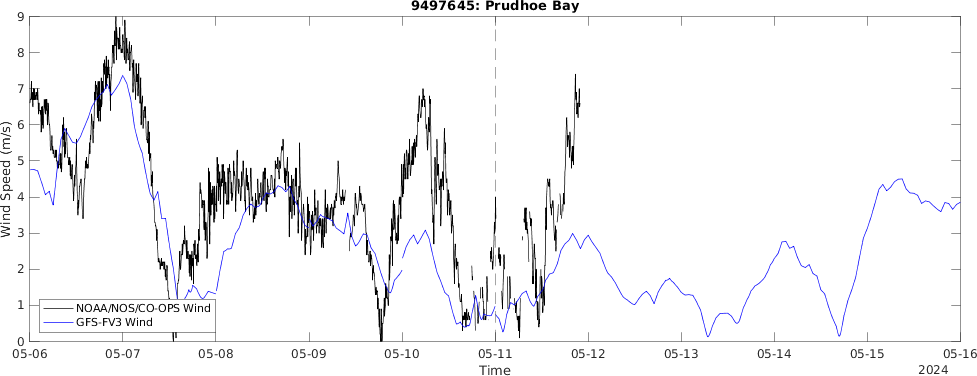 9497645: Prudhoe Bay
Wind Speed (m/s)
9
8
7
6
5
4
3
2
1
0
NOAA/NOS/CO-OPS Wind
GFS-FV3 Wind
05-06 05-07 05-08 05-09 05-10 05-11 05-12 05-13 05-14 05-15 05-16
Time
2024